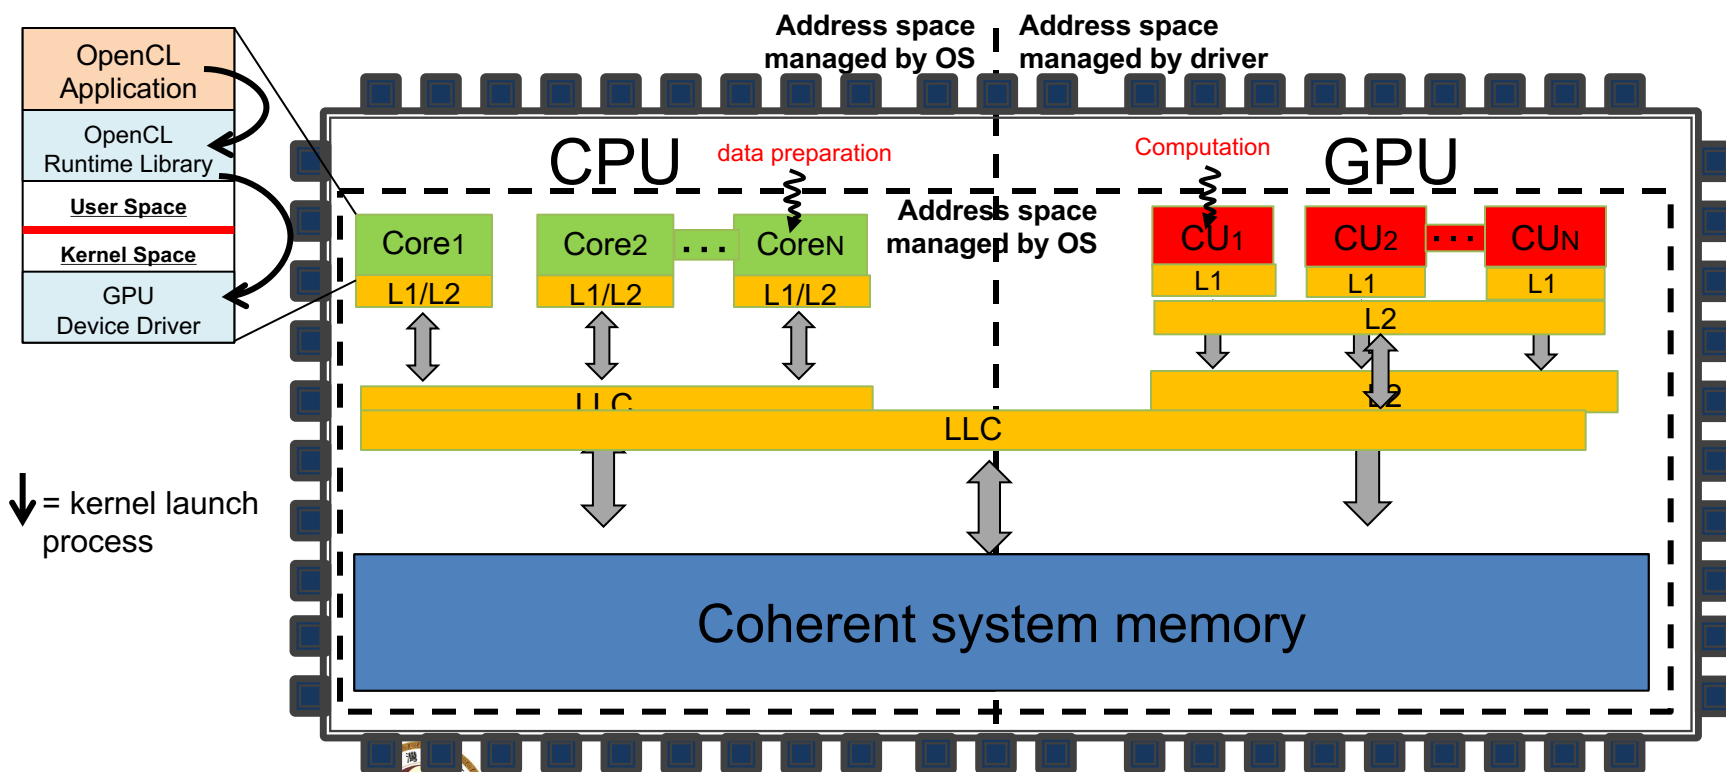 OpenCL
Application
OpenCL
Runtime Library
User Space
Kernel Space
GPU
Device Driver
= kernel launch
process
Address space
managed by OS
Address space
managed by driver
CPU
data preparation
Computation
GPU
Address space
managed by OS
Core1
Core2
...
CoreN
L1/L2
L1/L2
L1/L2
CU1
CU2
...
CUN
L1
L1
L1
L2
LLC
L2
LLC
Coherent system memory
灣